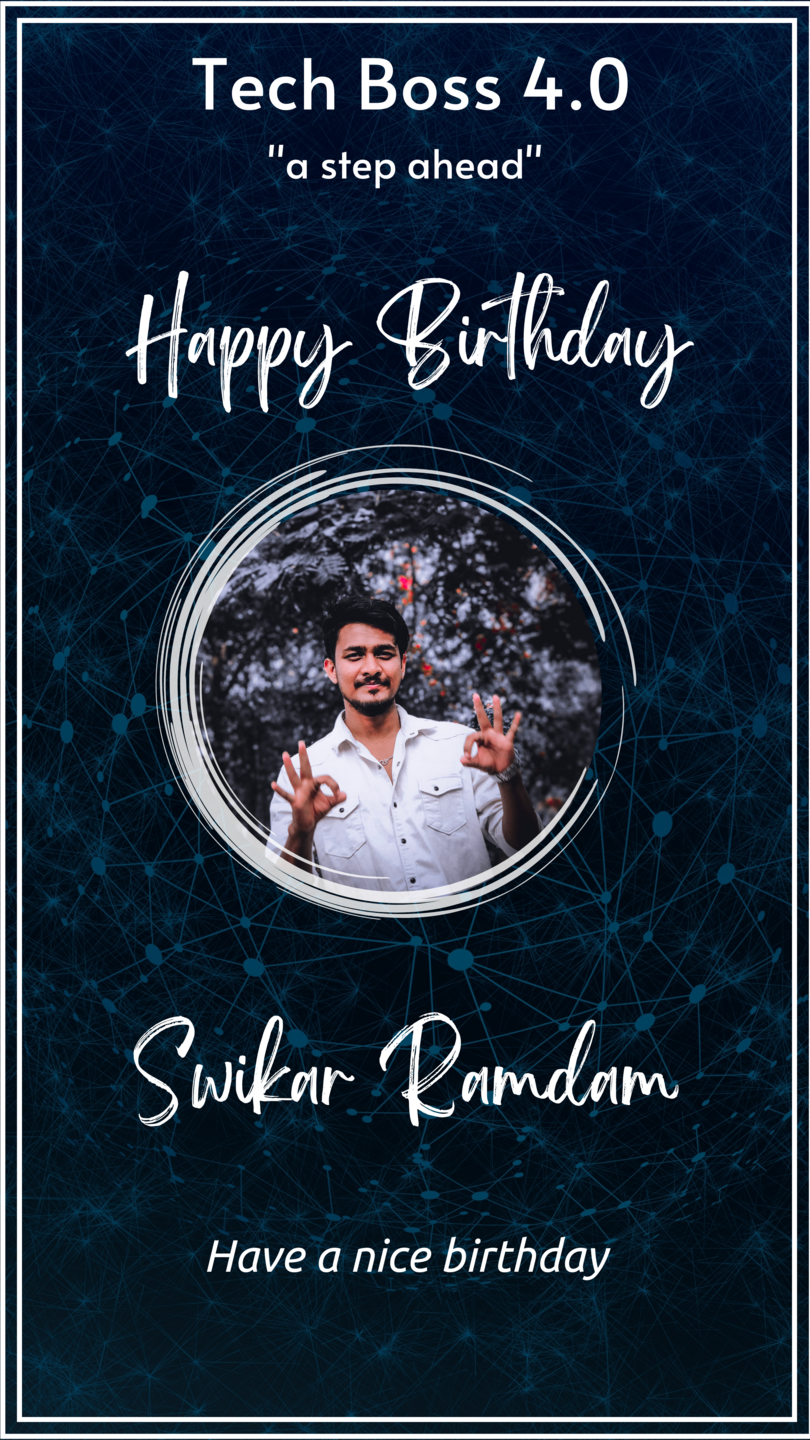 Tech Boss 4.0
"a step ahead"
Happy Birthday
Swikar Ramdam
Have a nice birthday